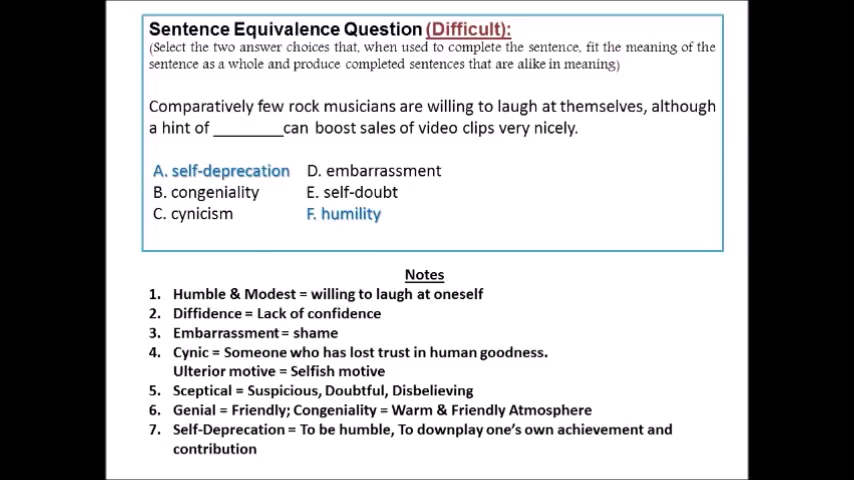 Sentence Equivalence Question (Difficult):
(Select the two answer choices that, when used to complete the sentence, fit the meaning of the
sentence as a whole and produce completed sentences that are alike in meaning)
Comparatively few rock musicians are willing to laugh at themselves, although
a hint of ________can boost sales of video clips very nicely.
A. self-deprecation D. embarrassment
B. congeniality E. self-doubt
C. cynicism F. humility
Notes
1. Humble & Modest = willing to laugh at oneself
2. Diffidence = Lack of confidence
3. Embarrassment = shame
4. Cynic = Someone who has lost trust in human goodness.
Ulterior motive = Selfish motive
5. Sceptical = Suspicious, Doubtful, Disbelieving
6. Genial = Friendly; Congeniality = Warm & Friendly Atmosphere
7. Self-Deprecation = To be humble, To downplay one's own achievement and
contribution